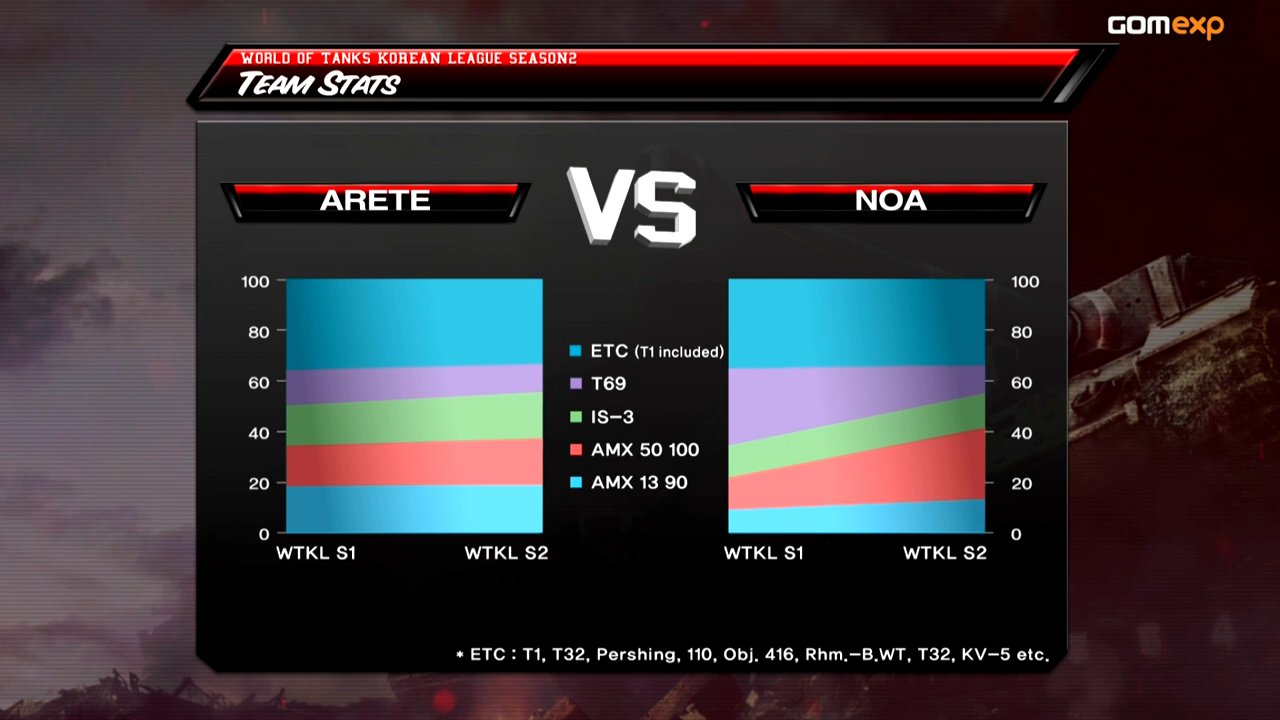 GOMexp
WORLD OF TANKS KOREAN LEAGUE SEASON2
TEAM STATS
ARETE
VS
NOA
100
80
60
40
20
0
WTKL S1
WTKL S2
ETC (T1 included)
T69
IS-3
AMX 50 100
AMX 13 90
100
80
60
40
20
0
WTKL S1
WTKL S2
* ETC : T1, T32, Pershing, 110, Obj. 416, Rhm.-B.WT, T32, KV-5 etc.